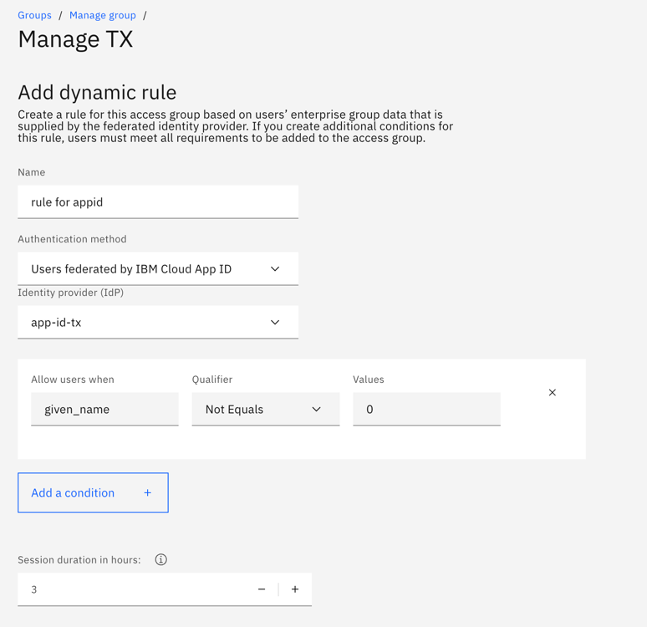 Groups / Manage group /
Manage TX
Add dynamic rule
Create a rule for this access group based on users’ enterprise group data that is
supplied by the federated identity provider. If you create additional conditions for
this rule, users must meet all requirements to be added to the access group.
Name
rule for appid
Authentication method
Users federated by IBM Cloud App ID
Identity provider (IdP)
app-id-tx
Allow users when Qualifier Values
given_name Not Equals 0
Add a condition +
Session duration in hours:
3